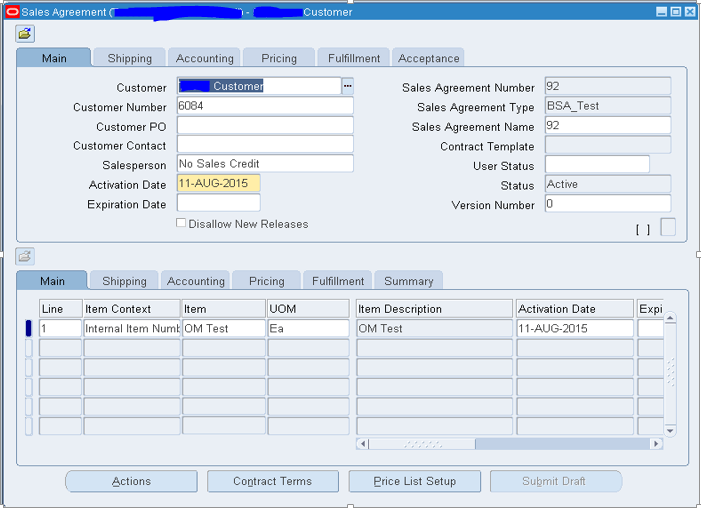 Sales Agreement ( ) - Customer
Main Shipping Accounting Pricing Fulfillment Acceptance
Customer Customer ... Sales Agreement Number 92
Customer Number 6084 Sales Agreement Type BSA_Test
Customer PO Sales Agreement Name 92
Customer Contact Contract Template
Salesperson No Sales Credit User Status
Activation Date 11-AUG-2015 Status Active
Expiration Date Version Number 0
Disallow New Releases [ ]
Main Shipping Accounting Pricing Fulfillment Summary
Line Item Context Item UOM Item Description Activation Date Expi
1 Internal Item Numb OM Test Ea OM Test 11-AUG-2015
Actions Contract Terms Price List Setup Submit Draft